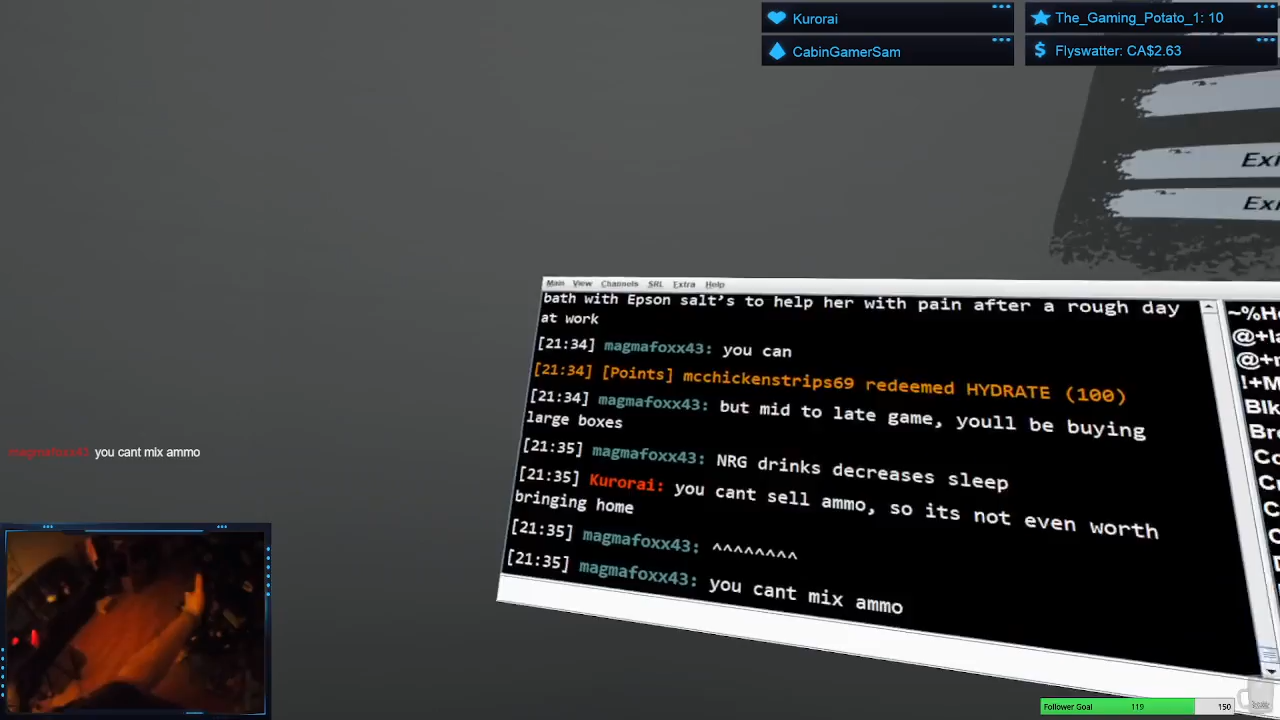 Kurorai
The_Gaming_Potato_1: 10
CabinGamerSam
Flyswatter: CA$2.63
Main View Channels SRL Extra Help
bath with Epson salt’s to help her with pain after a rough day
at work
[21:34] magmafoxx43: you can
[21:34] [Points] mcchickenstrips69 redeemed HYDRATE (100)
[21:34] magmafoxx43: but mid to late game, youll be buying
large boxes
[21:35] magmafoxx43: NRG drinks decreases sleep
[21:35] Kurorai: you cant sell ammo, so its not even worth
bringing home
[21:35] magmafoxx43: ^^^^^^^^
[21:35] magmafoxx43: you cant mix ammo
magmafoxx43 you cant mix ammo
Follower Goal 119 150